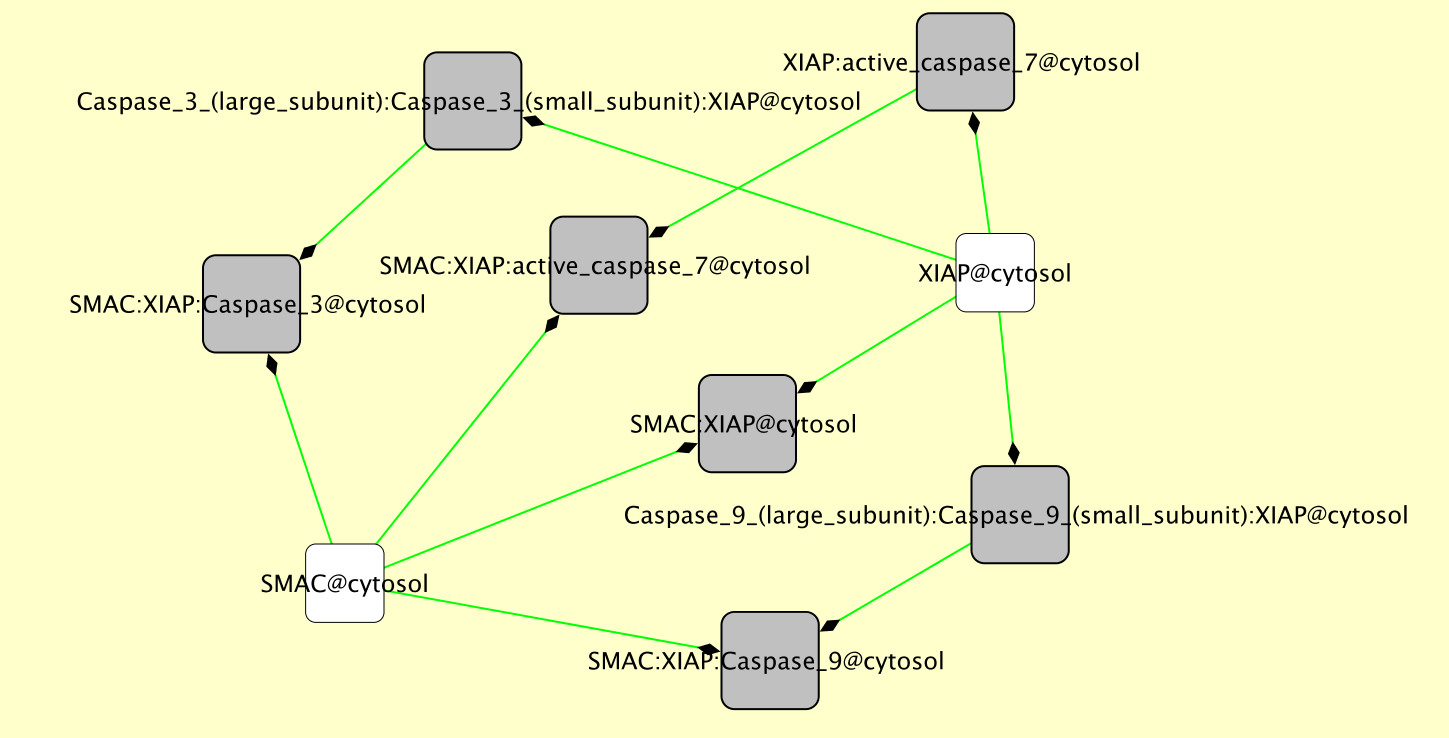 XIAP:active_caspase_7@cytosol
Caspase_3_(large_subunit):Caspase_3_(small_subunit):XIAP@cytosol
SMAC:XIAP:active_caspase_7@cytosol
XIAP@cytosol
SMAC:XIAP:Caspase_3@cytosol
SMAC:XIAP@cytosol
Caspase_9_(large_subunit):Caspase_9_(small_subunit):XIAP@cytosol
SMAC@cytosol
SMAC:XIAP:Caspase_9@cytosol